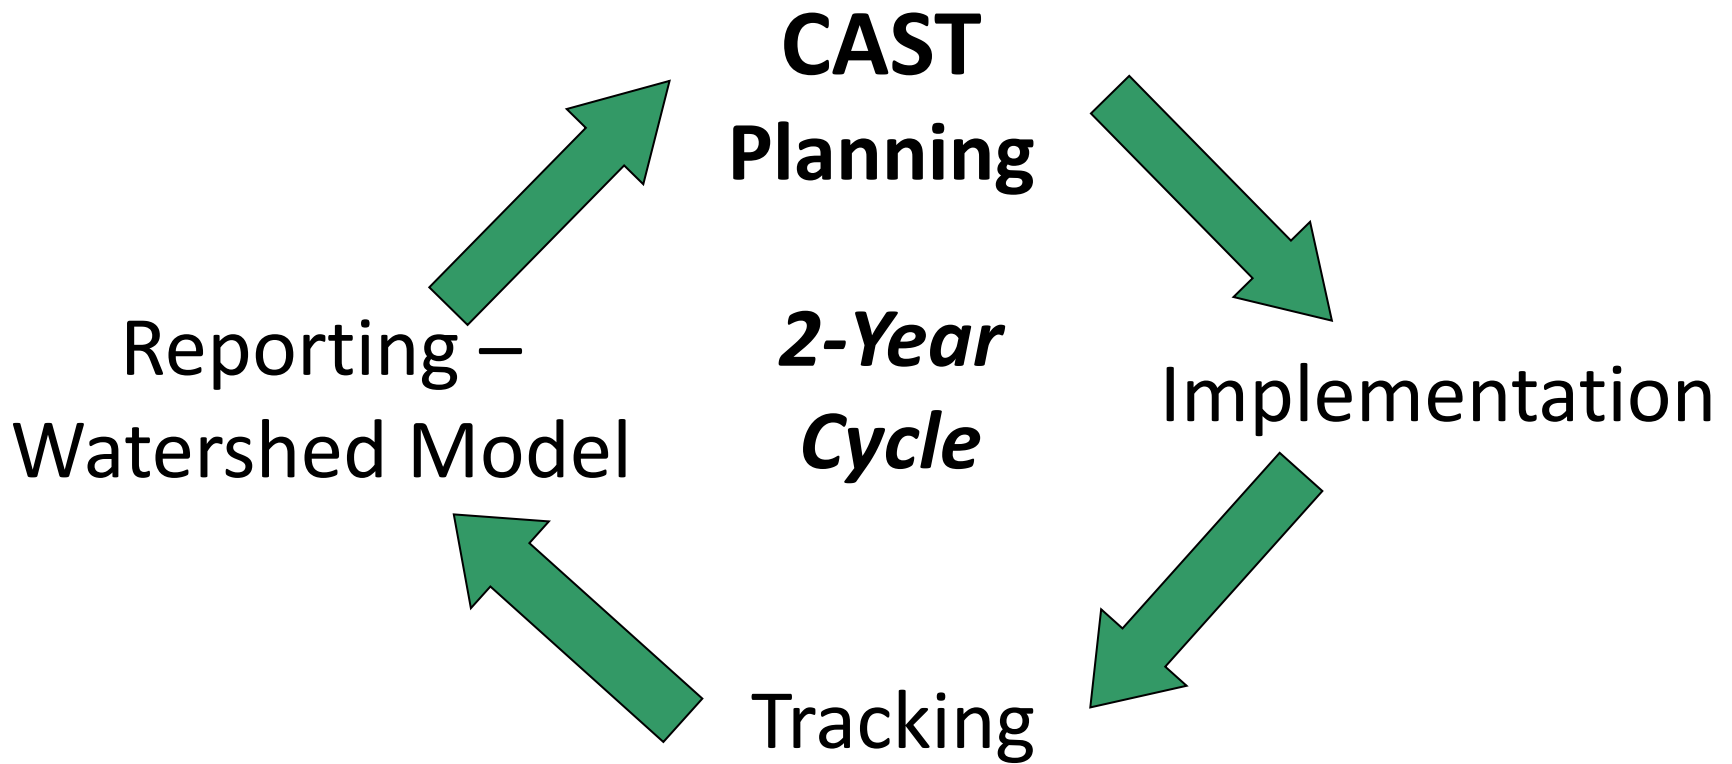 CAST
Planning
2-Year
Cycle
Reporting –
Watershed Model
Implementation
Tracking